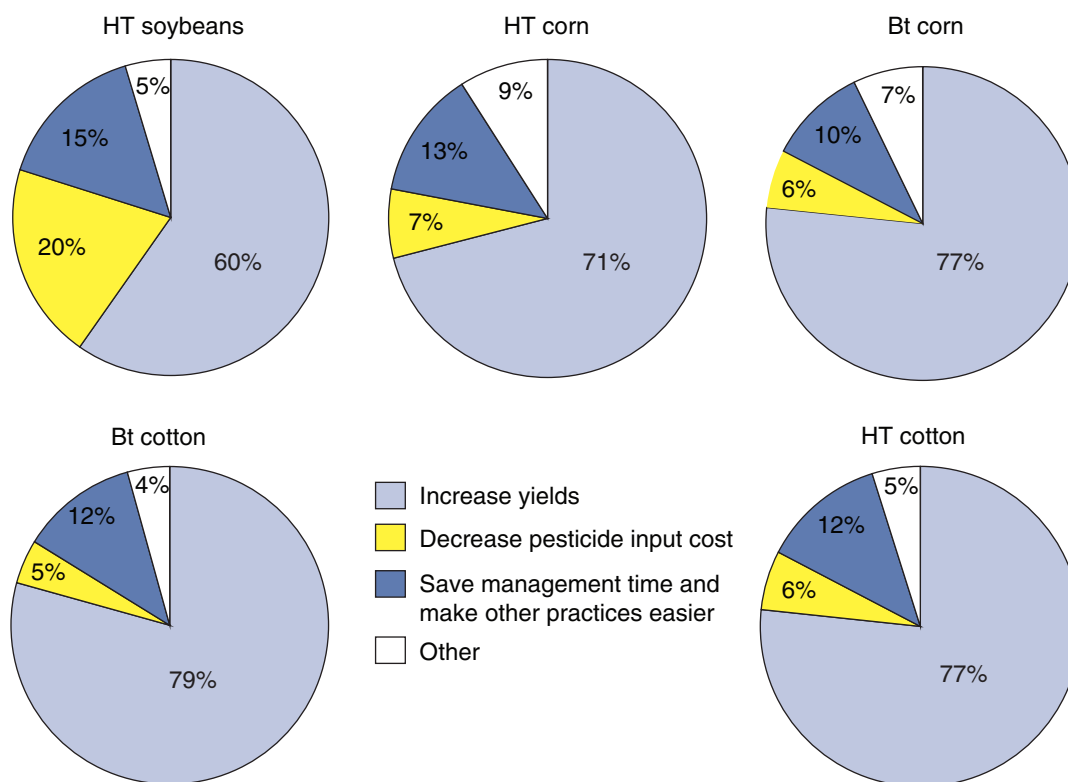 HT soybeans
5%
15%
20%
60%
HT corn
9%
13%
7%
71%
Bt corn
7%
10%
6%
77%
Bt cotton
4%
12%
5%
79%
Increase yields
Decrease pesticide input cost
Save management time and
make other practices easier
Other
HT cotton
5%
12%
6%
77%